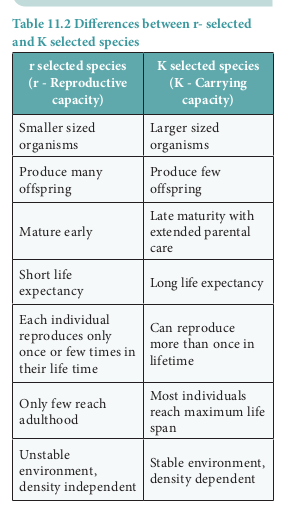 Table 11.2 Differences between r- selected
and K selected species
r selected species
(r - Reproductive
capacity)
K selected species
(K - Carrying
capacity)
Smaller sized
organisms
Larger sized
organisms
Produce many
offspring
Produce few
offspring
Mature early
Late maturity with
extended parental
care
Short life
expectancy
Long life expectancy
Each individual
reproduces only
once or few times in
their life time
Can reproduce
more than once in
lifetime
Only few reach
adulthood
Most individuals
reach maximum life
span
Unstable
environment,
density independent
Stable environment,
density dependent